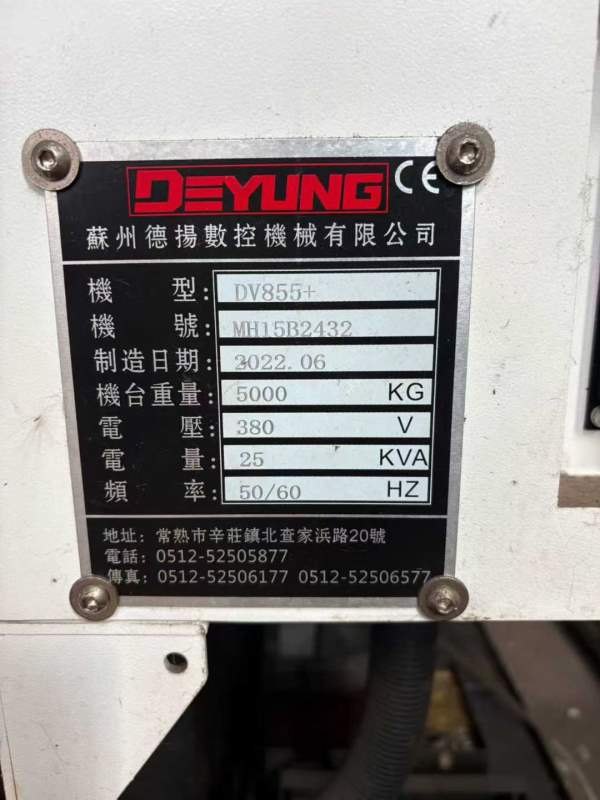 DEYUNG CE
蘇州德揚數控機械有限公司
機 型: DV855+
機 號: MH15B2432
制造日期: 2022.06
機台重量: 5000 KG
電 壓: 380 V
電 量: 25 KVA
頻 率: 50/60 HZ
地址: 常熟市辛莊鎮北查家浜路20號
電話: 0512-52505877
傳真: 0512-52506177 0512-52506577